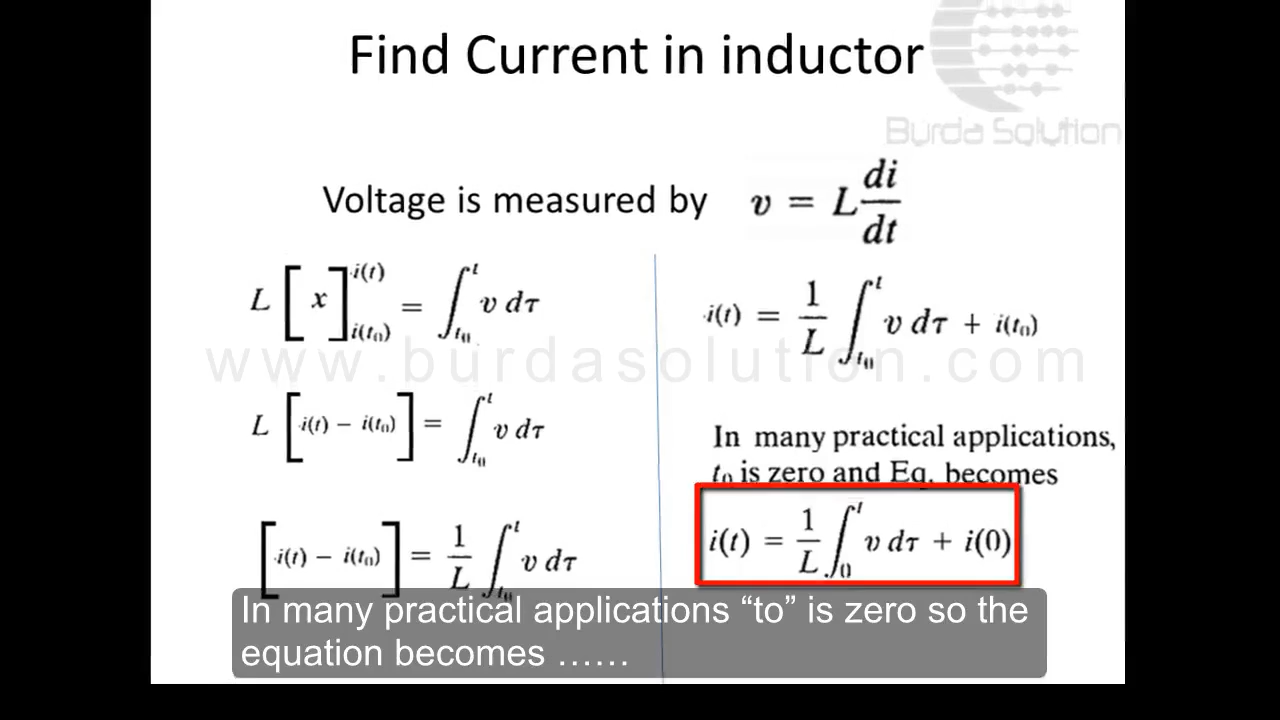 Find Current in inductor
Burda Solution
Voltage is measured by v = L di/dt
L [x]_{i(t₀)}^{i(t)} = ∫_{t₀}^{t} v dτ
L [i(t) − i(t₀)] = ∫_{t₀}^{t} v dτ
[i(t) − i(t₀)] = 1/L ∫_{t₀}^{t} v dτ
i(t) = 1/L ∫_{t₀}^{t} v dτ + i(t₀)
www.burdasolution.com
In many practical applications,
t₀ is zero and Eq. becomes
i(t) = 1/L ∫_{0}^{t} v dτ + i(0)
In many practical applications “to” is zero so the
equation becomes ……